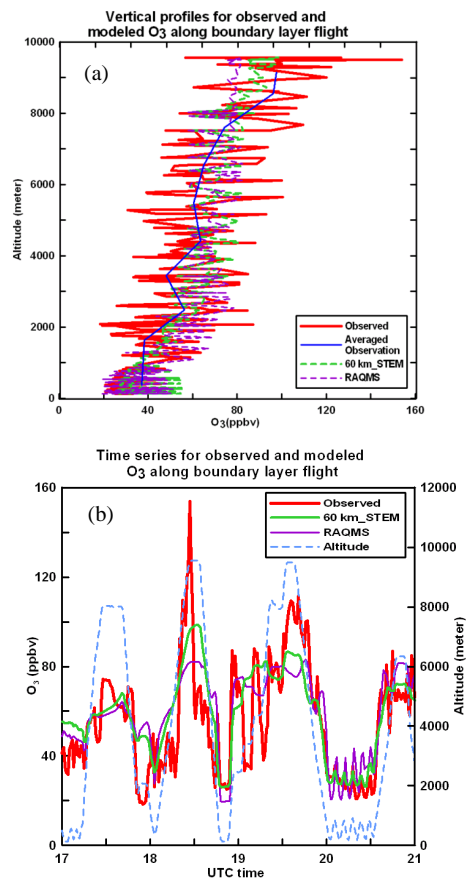 Vertical profiles for observed and
modeled O3 along boundary layer flight
(a)
10000
8000
6000
4000
2000
0
Altitude (meter)
Observed
Averaged
Observation
60 km_STEM
RAQMS
0 40 80 120 160
O3(ppbv)
Time series for observed and modeled
O3 along boundary layer flight
(b)
160
120
80
40
0
O3 (ppbv)
Observed
60 km_STEM
RAQMS
Altitude
12000
10000
8000
6000
4000
2000
0
Altitude (meter)
17 18 19 20 21
UTC time